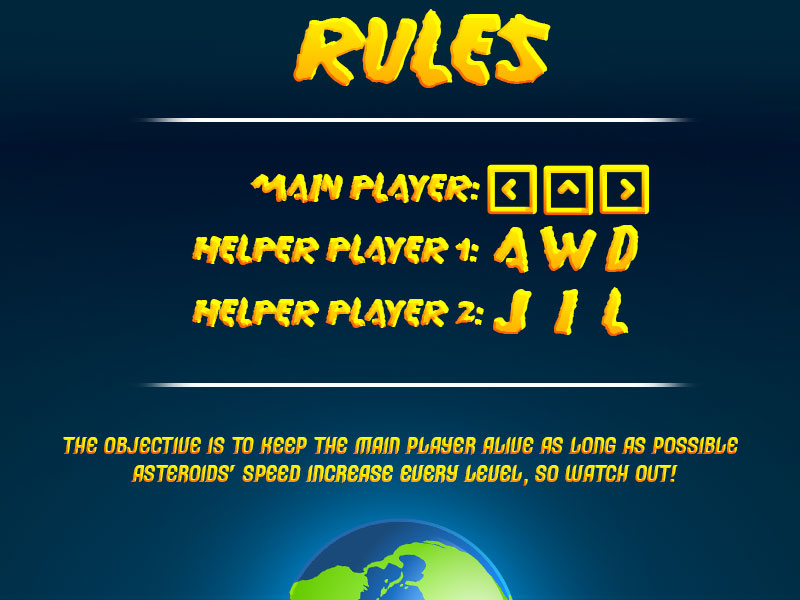 RULES
MAIN PLAYER: < ^ >
HELPER PLAYER 1: A W D
HELPER PLAYER 2: J I L
THE OBJECTIVE IS TO KEEP THE MAIN PLAYER ALIVE AS LONG AS POSSIBLE
ASTEROIDS' SPEED INCREASE EVERY LEVEL, SO WATCH OUT!